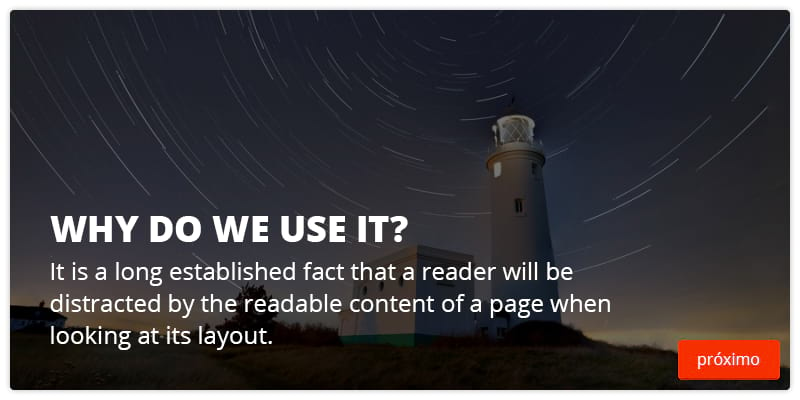 WHY DO WE USE IT?
It is a long established fact that a reader will be
distracted by the readable content of a page when
looking at its layout.
próximo